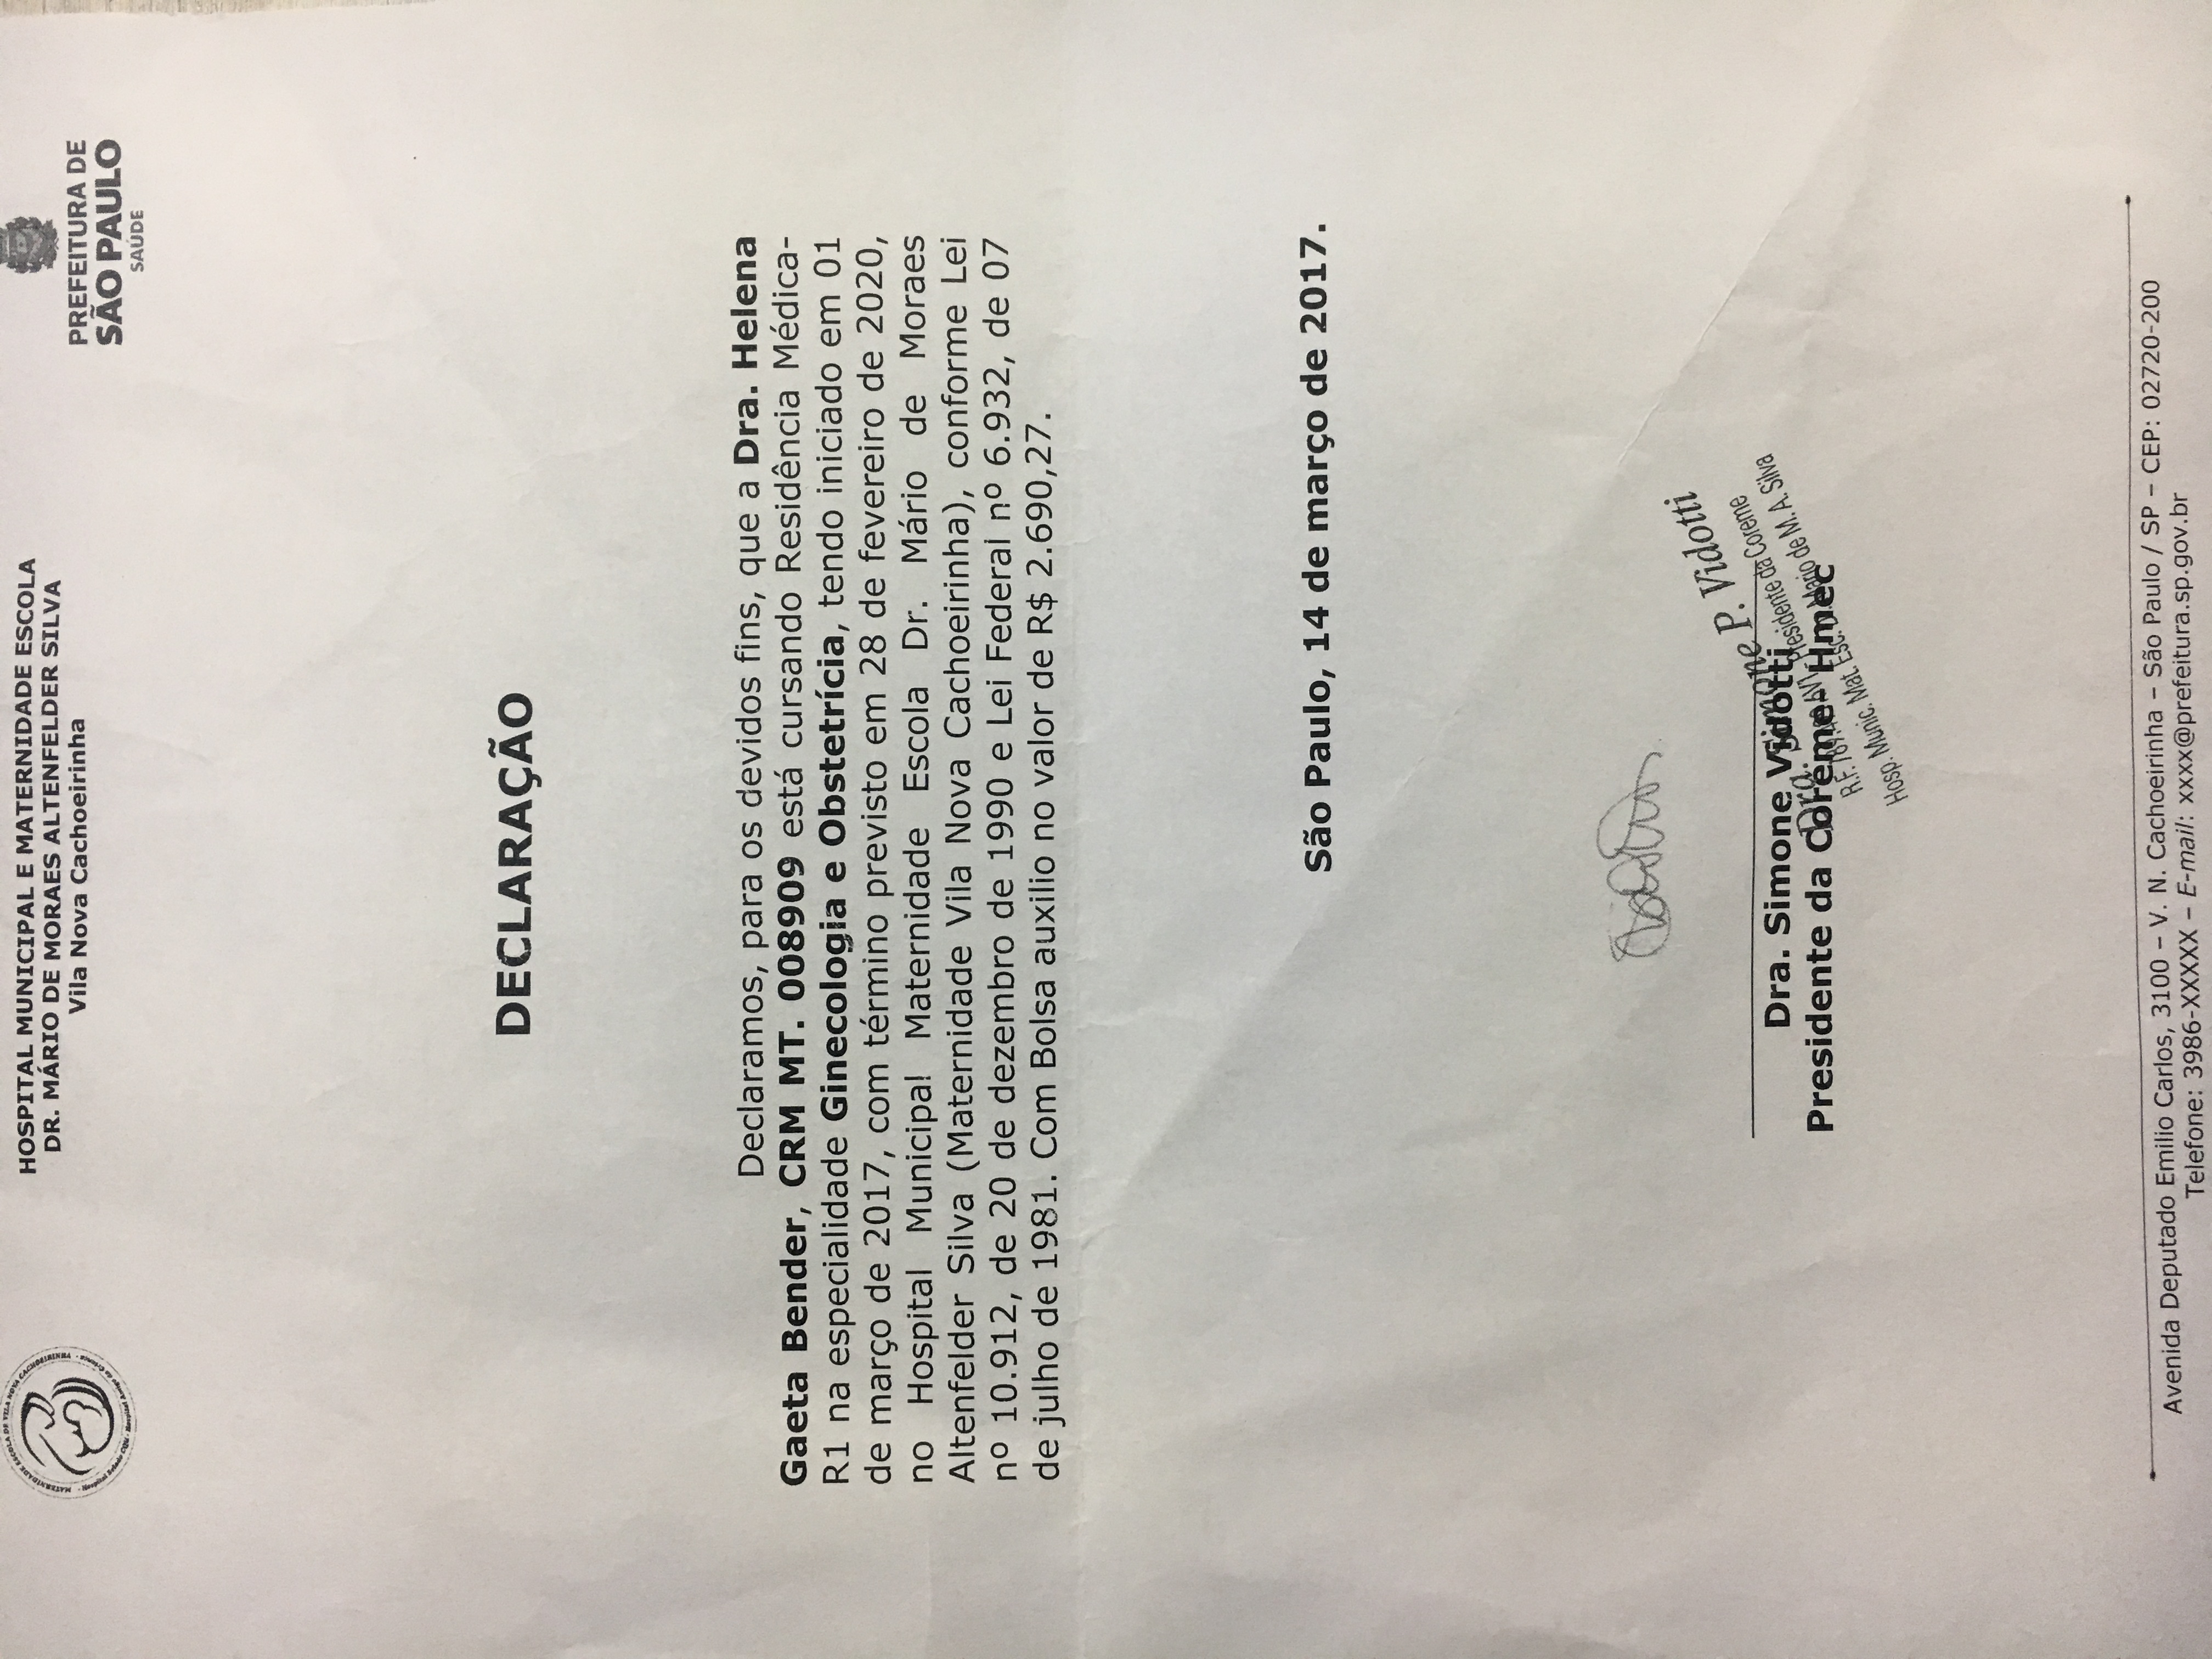 HOSPITAL MUNICIPAL E MATERNIDADE ESCOLA
DR. MÁRIO DE MORAES ALTENFELDER SILVA
Vila Nova Cachoeirinha
PREFEITURA DE
SÃO PAULO
SAÚDE
DECLARAÇÃO
Declaramos, para os devidos fins, que a Dra. Helena
Gaeta Bender, CRM MT. 008909 está cursando Residência Médica-
R1 na especialidade Ginecologia e Obstetrícia, tendo iniciado em 01
de março de 2017, com término previsto em 28 de fevereiro de 2020,
no Hospital Municipal Maternidade Escola Dr. Mário de Moraes
Altenfelder Silva (Maternidade Vila Nova Cachoeirinha), conforme Lei
nº 10.912, de 20 de dezembro de 1990 e Lei Federal nº 6.932, de 07
de julho de 1981. Com Bolsa auxilio no valor de R$ 2.690,27.
São Paulo, 14 de março de 2017.
Dra. Simone P. Vidotti
Presidente da Coreme
Hosp. Munic. Mat. Esc. Dr. Mario de M. A. Silva
Dra. Simone Vidotti
Presidente da Coreme- Hmec
Avenida Deputado Emilio Carlos, 3100 – V. N. Cachoeirinha – São Paulo / SP – CEP: 02720-200
Telefone: 3986-XXXXX – E-mail: xxxx@prefeitura.sp.gov.br